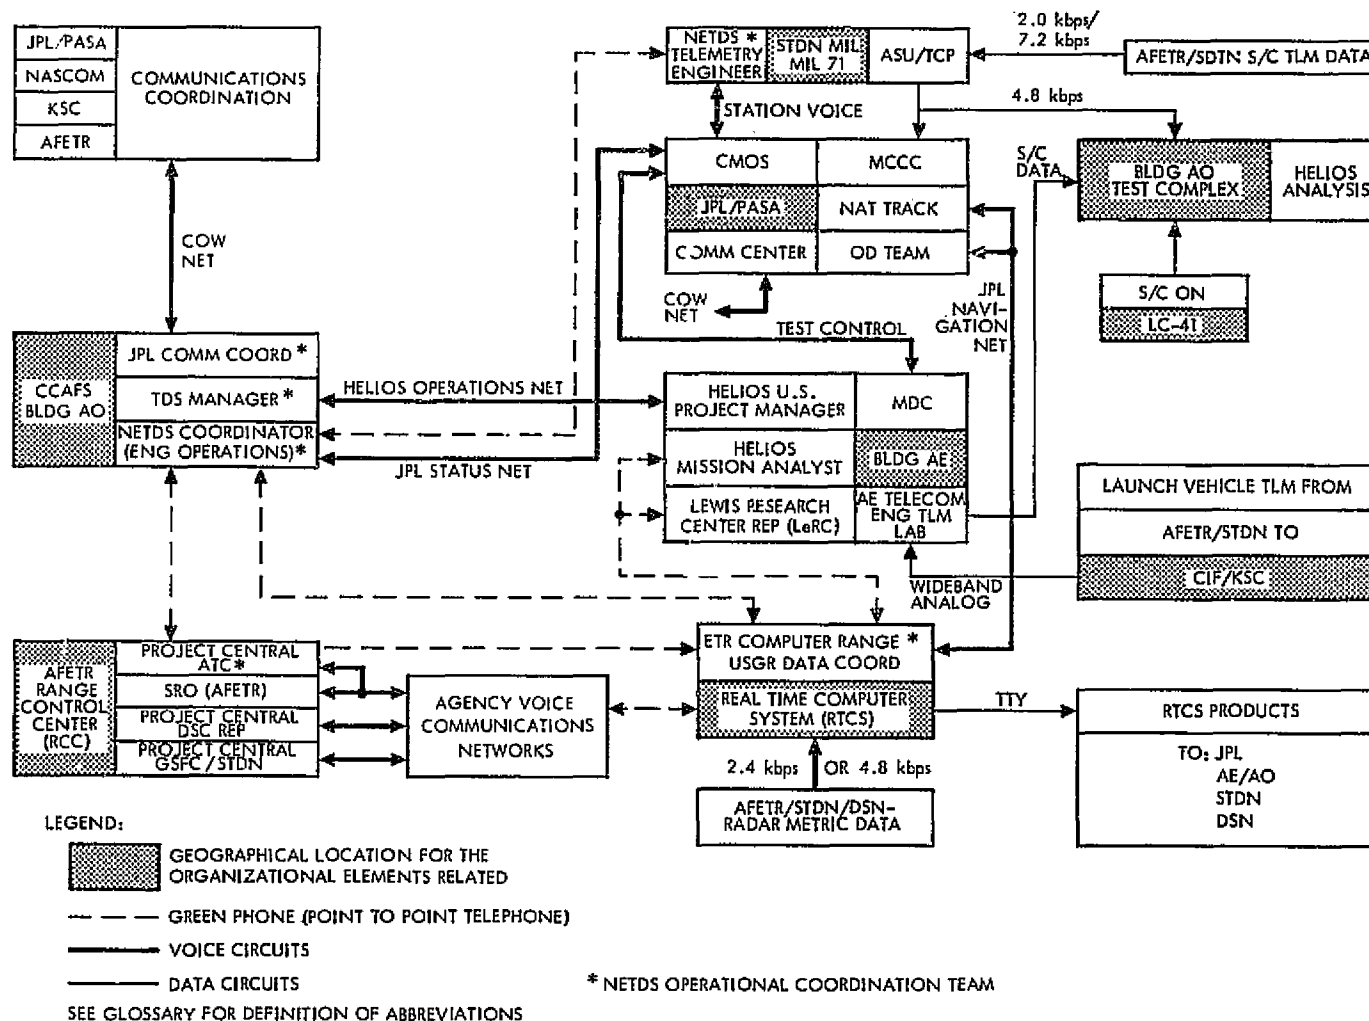 JPL/PASA
NASCOM
KSC
AFETR
COMMUNICATIONS
COORDINATION
NETDS *
TELEMETRY
ENGINEER
STDN MIL
MIL 71
ASU/TCP
2.0 kbps/
7.2 kbps
AFETR/SDTN S/C TLM DATA
STATION VOICE
4.8 kbps
CMOS
MCCC
JPL/PASA
NAT TRACK
COMM CENTER
OD TEAM
S/C
DATA
BLDG AO
TEST COMPLEX
HELIOS
ANALYSIS
S/C ON
LC-41
COW
NET
COW
NET
JPL
NAVI-
GATION
NET
TEST CONTROL
CCAFS
BLDG AO
JPL COMM COORD *
TDS MANAGER *
NETDS COORDINATOR
(ENG OPERATIONS) *
HELIOS OPERATIONS NET
JPL STATUS NET
HELIOS U.S.
PROJECT MANAGER
MDC
HELIOS
MISSION ANALYST
BLDG AE
LEWIS RESEARCH
CENTER REP (LeRC)
AE TELECOM
ENG TLM
LAB
LAUNCH VEHICLE TLM FROM
AFETR/STDN TO
CIF/KSC
WIDEBAND
ANALOG
AFETR
RANGE
CONTROL
CENTER
(RCC)
PROJECT CENTRAL
ATC *
SRO (AFETR)
PROJECT CENTRAL
DSC REP
PROJECT CENTRAL
GSFC/STDN
AGENCY VOICE
COMMUNICATIONS
NETWORKS
ETR COMPUTER RANGE *
USGR DATA COORD
REAL TIME COMPUTER
SYSTEM (RTCS)
TTY
RTCS PRODUCTS
TO: JPL
AE/AO
STDN
DSN
2.4 kbps OR 4.8 kbps
AFETR/STDN/DSN-
RADAR METRIC DATA
LEGEND:
GEOGRAPHICAL LOCATION FOR THE
ORGANIZATIONAL ELEMENTS RELATED
GREEN PHONE (POINT TO POINT TELEPHONE)
VOICE CIRCUITS
DATA CIRCUITS
* NETDS OPERATIONAL COORDINATION TEAM
SEE GLOSSARY FOR DEFINITION OF ABBREVIATIONS